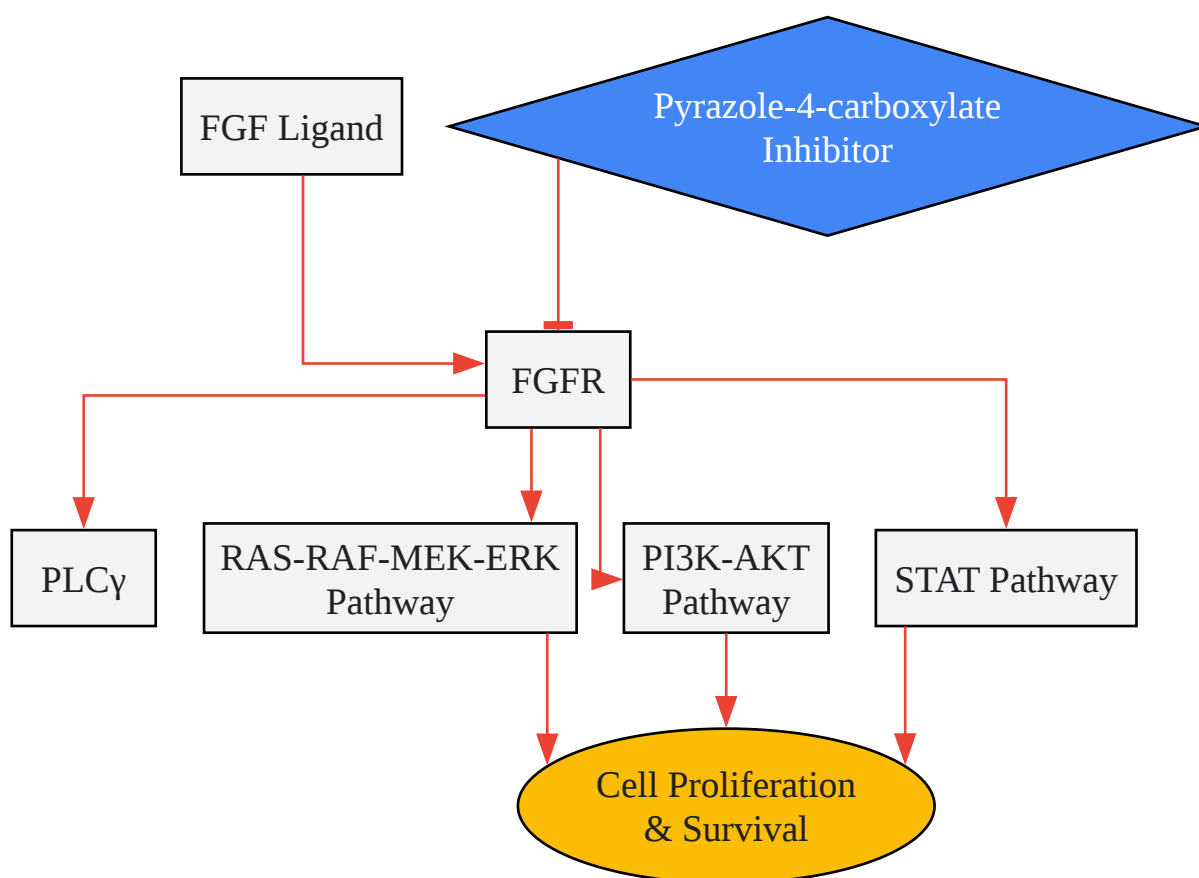 FGF Ligand
Pyrazole-4-carboxylate
Inhibitor
FGFR
PLCγ
RAS-RAF-MEK-ERK
Pathway
PI3K-AKT
Pathway
STAT Pathway
Cell Proliferation
& Survival